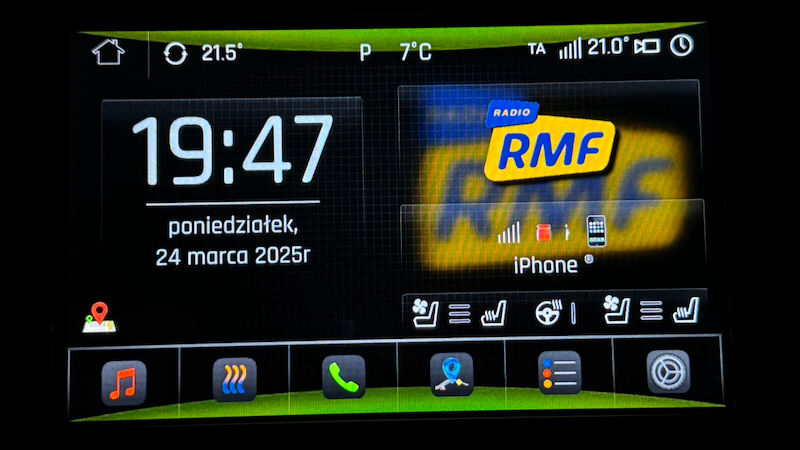 21.5°
P
7°C
TA
21.0°
19:47
poniedziałek,
24 marca 2025r
RADIO
RMF
iPhone ®